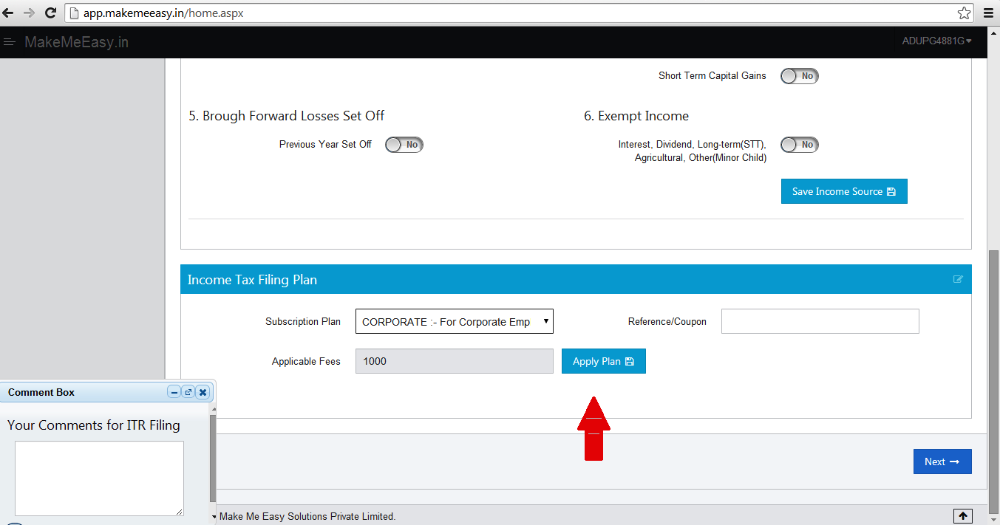 app.makemeeasy.in/home.aspx
MakeMeEasy.in
ADUPG4881G
Short Term Capital Gains
No
5. Brough Forward Losses Set Off
6. Exempt Income
Previous Year Set Off
No
Interest, Dividend, Long-term(STT),
Agricultural, Other(Minor Child)
No
Save Income Source
Income Tax Filing Plan
Subscription Plan
CORPORATE :- For Corporate Emp
Reference/Coupon
Applicable Fees
1000
Apply Plan
Comment Box
Your Comments for ITR Filing
Next
Make Me Easy Solutions Private Limited.